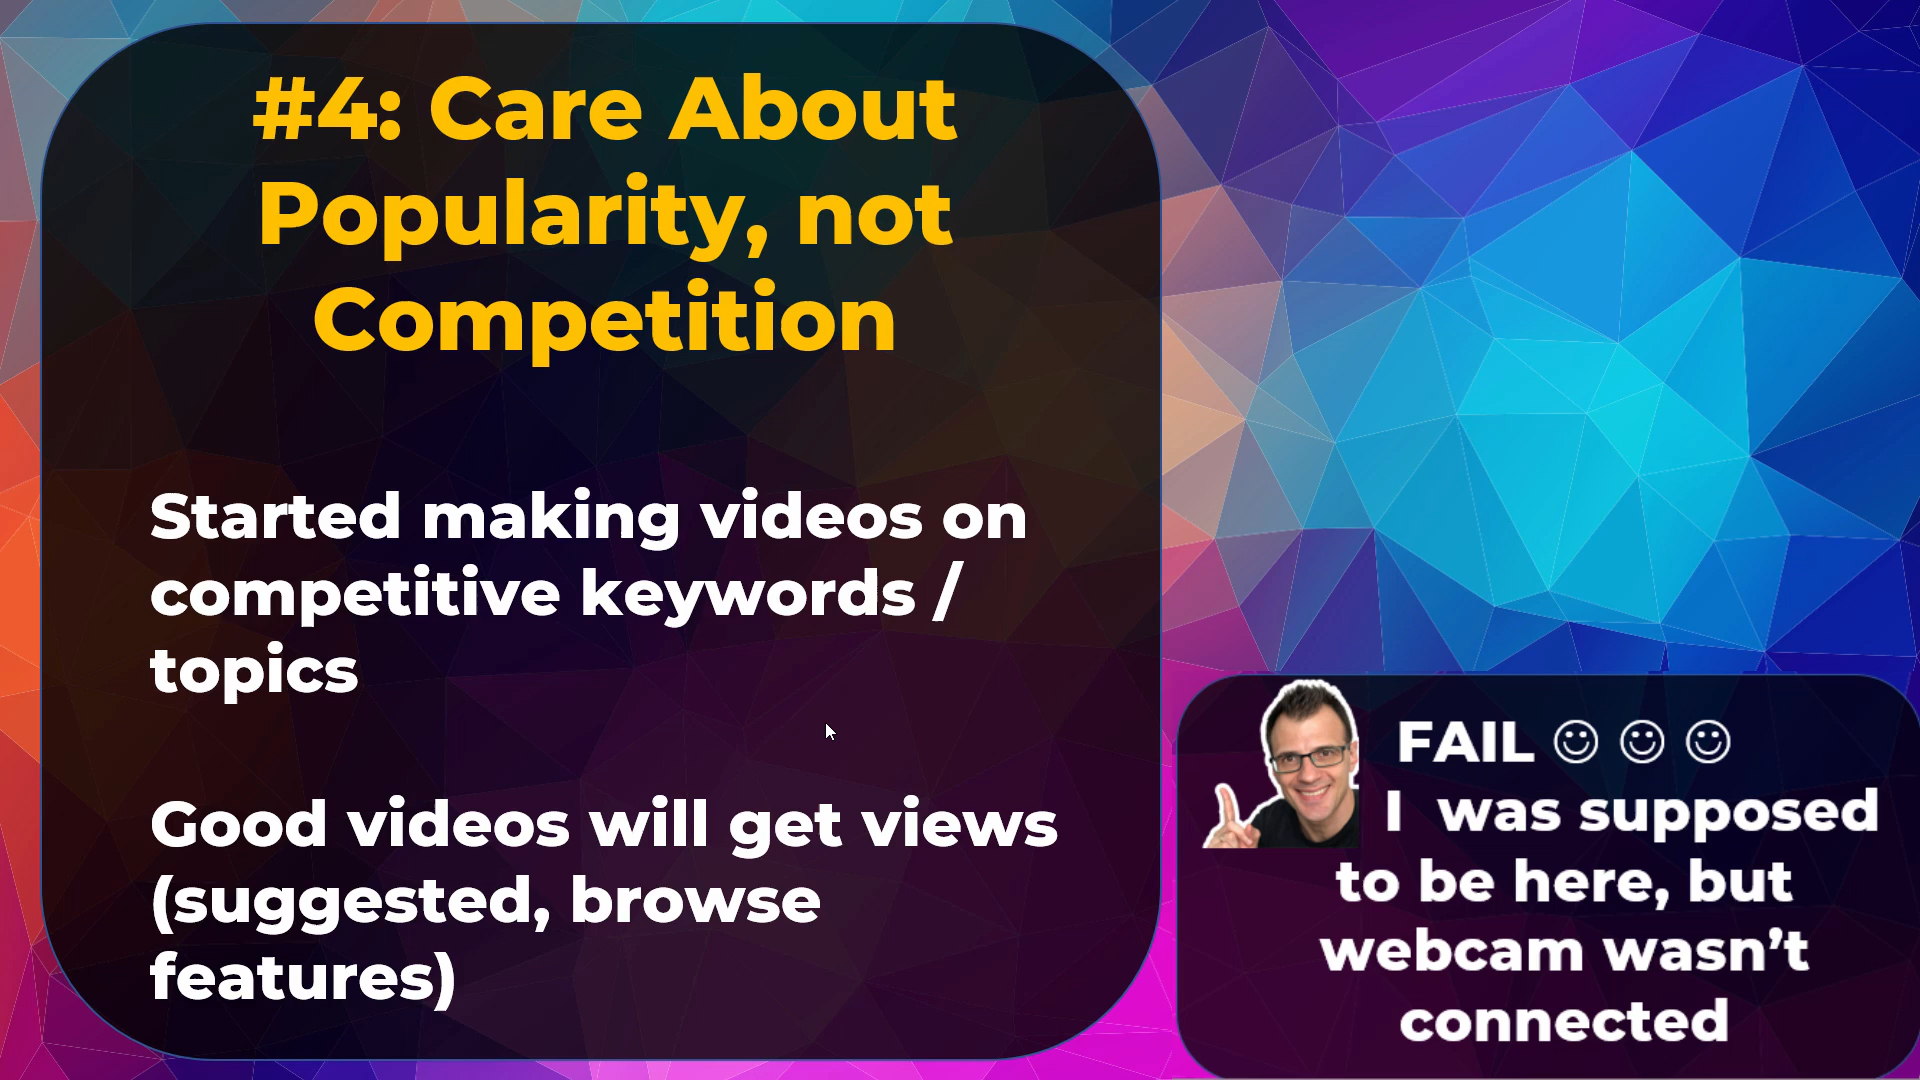 #4: Care About
Popularity, not
Competition
Started making videos on
competitive keywords /
topics
Good videos will get views
(suggested, browse
features)
FAIL ☺ ☺ ☺
I was supposed
to be here, but
webcam wasn’t
connected